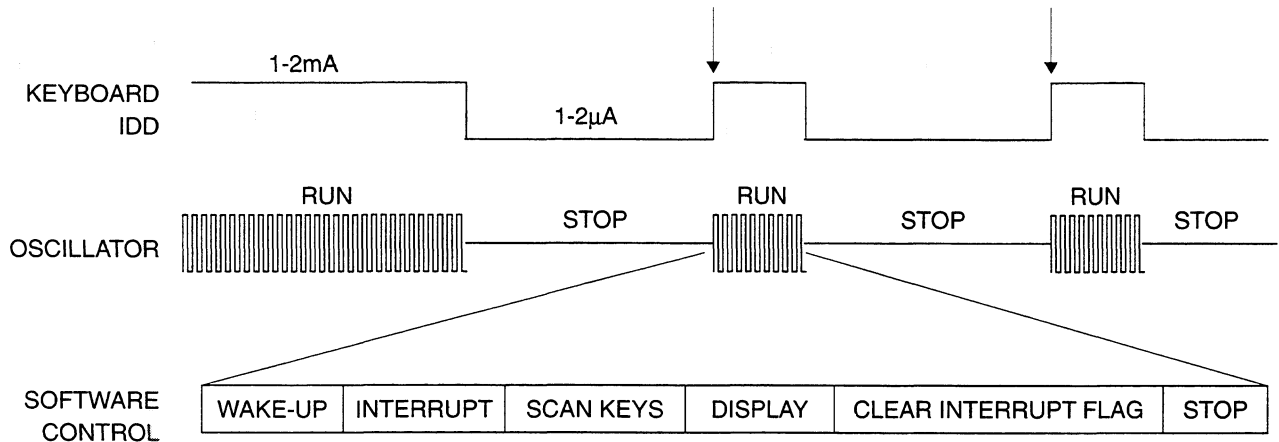 1-2mA
KEYBOARD
IDD
1-2µA
RUN
RUN
RUN
STOP
STOP
STOP
OSCILLATOR
SOFTWARE
CONTROL
WAKE-UP
INTERRUPT
SCAN KEYS
DISPLAY
CLEAR INTERRUPT FLAG
STOP